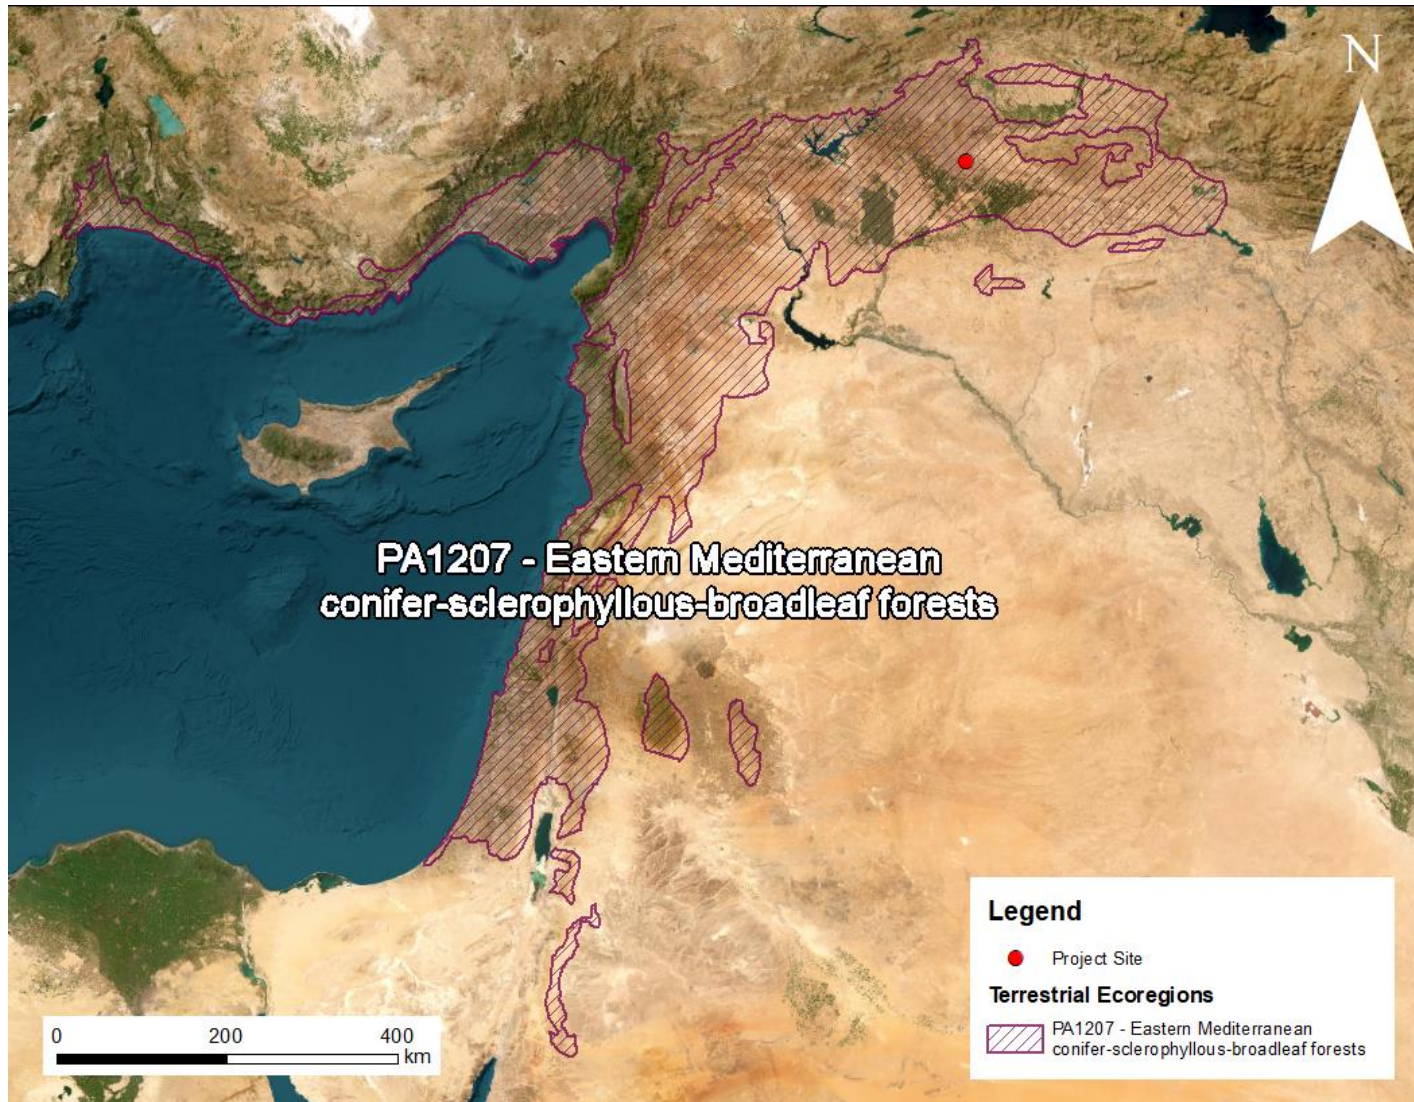 N
PA1207 - Eastern Mediterranean
conifer-sclerophyllous-broadleaf forests
Legend
Project Site
Terrestrial Ecoregions
PA1207 - Eastern Mediterranean
conifer-sclerophyllous-broadleaf forests
0 200 400
km